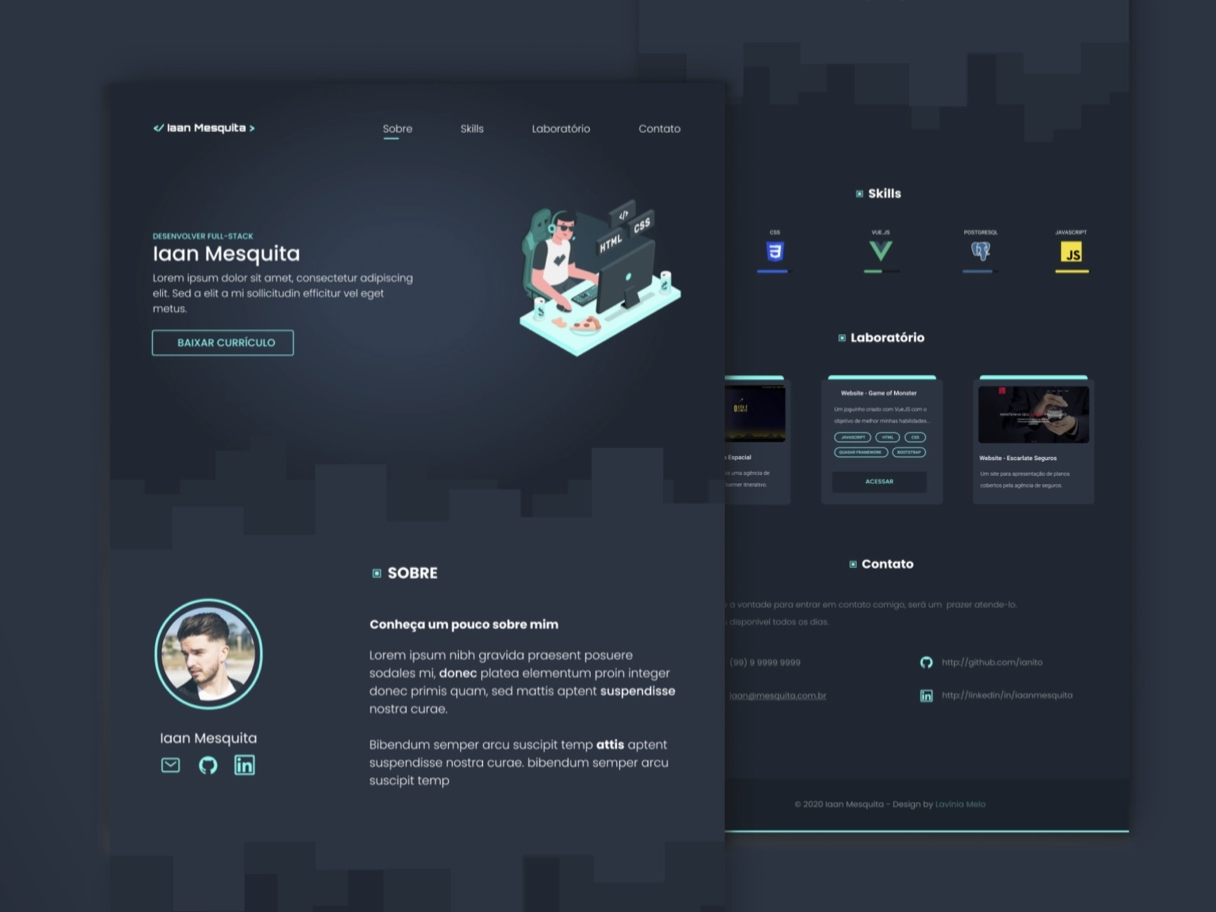 </ Iaan Mesquita >
Sobre
Skills
Laboratório
Contato
DESENVOLVER FULL-STACK
Iaan Mesquita
Lorem ipsum dolor sit amet, consectetur adipiscing
elit. Sed a elit a mi sollicitudin efficitur vel eget
metus.
BAIXAR CURRÍCULO
</>
HTML
CSS
SOBRE
Conheça um pouco sobre mim
Lorem ipsum nibh gravida praesent posuere
sodales mi, donec platea elementum proin integer
donec primis quam, sed mattis aptent suspendisse
nostra curae.
Bibendum semper arcu suscipit temp attis aptent
suspendisse nostra curae. bibendum semper arcu
suscipit temp
Iaan Mesquita
in
Skills
CSS
VUE.JS
POSTGRESQL
JAVASCRIPT
JS
Laboratório
Espacial
uma agência de
itinerativo.
Website - Game of Monster
Um joguinho criado com VueJS com o
objetivo de melhor minhas habilidades...
JAVASCRIPT
HTML
CSS
QUASAR FRAMEWORK
BOOTSTRAP
ACESSAR
Website - Escarlate Seguros
Um site para apresentação de planos
cobertos pela agência de seguros.
Contato
a vontade para entrar em contato comigo, será um prazer atende-lo.
disponível todos os dias.
(99) 9 9999 9999
http://github.com/ianito
iaan@mesquita.com.br
in
http://linkedin/in/iaanmesquita
© 2020 Iaan Mesquita - Design by Lavinia Melo